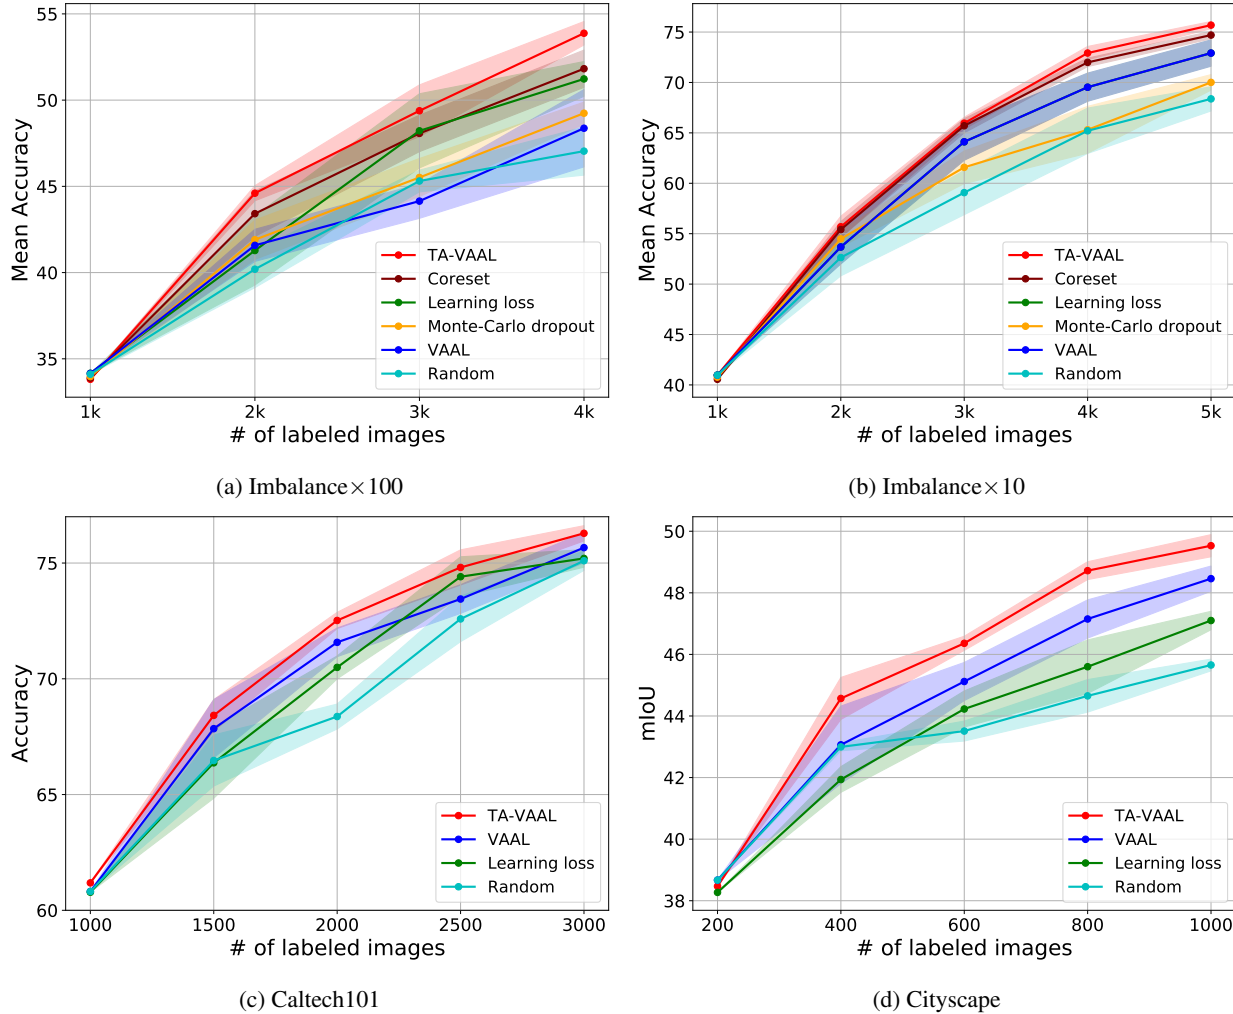 55
50
45
40
35
Mean Accuracy
1k 2k 3k 4k
# of labeled images
TA-VAAL
Coreset
Learning loss
Monte-Carlo dropout
VAAL
Random
(a) Imbalance×100
75
70
65
60
55
50
45
40
Mean Accuracy
1k 2k 3k 4k 5k
# of labeled images
TA-VAAL
Coreset
Learning loss
Monte-Carlo dropout
VAAL
Random
(b) Imbalance×10
75
70
65
60
Accuracy
1000 1500 2000 2500 3000
# of labeled images
TA-VAAL
VAAL
Learning loss
Random
(c) Caltech101
50
48
46
44
42
40
38
mIoU
200 400 600 800 1000
# of labeled images
TA-VAAL
VAAL
Learning loss
Random
(d) Cityscape